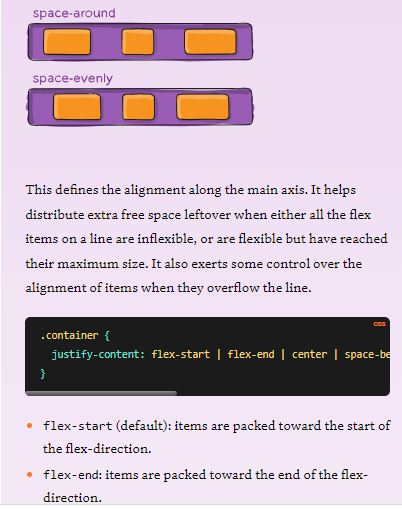 space-around
space-evenly
This defines the alignment along the main axis. It helps
distribute extra free space leftover when either all the flex
items on a line are inflexible, or are flexible but have reached
their maximum size. It also exerts some control over the
alignment of items when they overflow the line.
css
.container {
justify-content: flex-start | flex-end | center | space-be
}
flex-start (default): items are packed toward the start of
the flex-direction.
flex-end: items are packed toward the end of the flex-
direction.